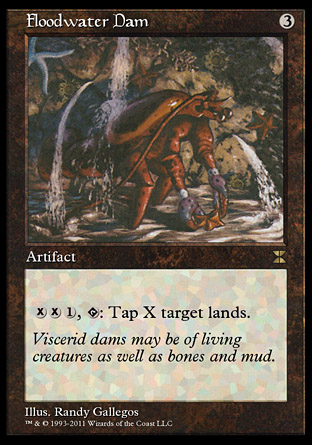 Floodwater Dam 3
Artifact
X X 1, : Tap X target lands.
Viscerid dams may be of living
creatures as well as bones and mud.
Illus. Randy Gallegos
™ & © 1993-2011 Wizards of the Coast LLC